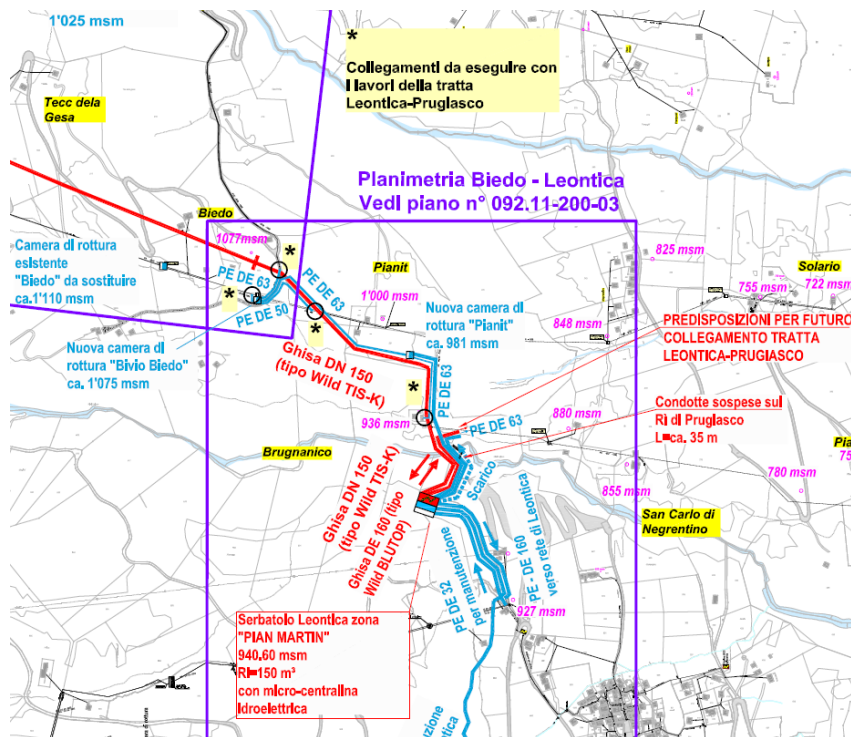 1'025 msm
*
Collegamenti da eseguire con
i lavori della tratta
Leontica-Prugiasco
Tecc dela
Gesa
Planimetria Biedo - Leontica
Vedi piano n° 092.11-200-03
Biedo
1077msm
*
Camera di rottura
esistente
"Biedo" da sostituire
ca.1'110 msm
PE DE 63
PE DE 63
*
PE DE 50
Pianit
1'000 msm
*
825 msm
Solario
755 msm
722 msm
848 msm
Nuova camera di
rottura "Pianit"
ca. 981 msm
PREDISPOSIZIONI PER FUTURO
COLLEGAMENTO TRATTA
LEONTICA-PRUGIASCO
Nuova camera di
rottura "Bivio Biedo"
ca. 1'075 msm
Ghisa DN 150
(tipo Wild TIS-K)
*
PE DE 63
936 msm
PE DE 63
880 msm
Condotte sospese sul
Ri di Prugiasco
L=ca. 35 m
Brugnanico
Pia
75
780 msm
855 msm
Scarico
Ghisa DN 150
(tipo Wild TIS-K)
Ghisa DE 160 (tipo
Wild BLUTOP)
San Carlo di
Negrentino
PE DE 32
per manutenzione
PE - DE 160
verso rete di Leontica
927 msm
Serbatoio Leontica zona
"PIAN MARTIN"
940.60 msm
RI=150 m³
con micro-centralina
idroelettrica